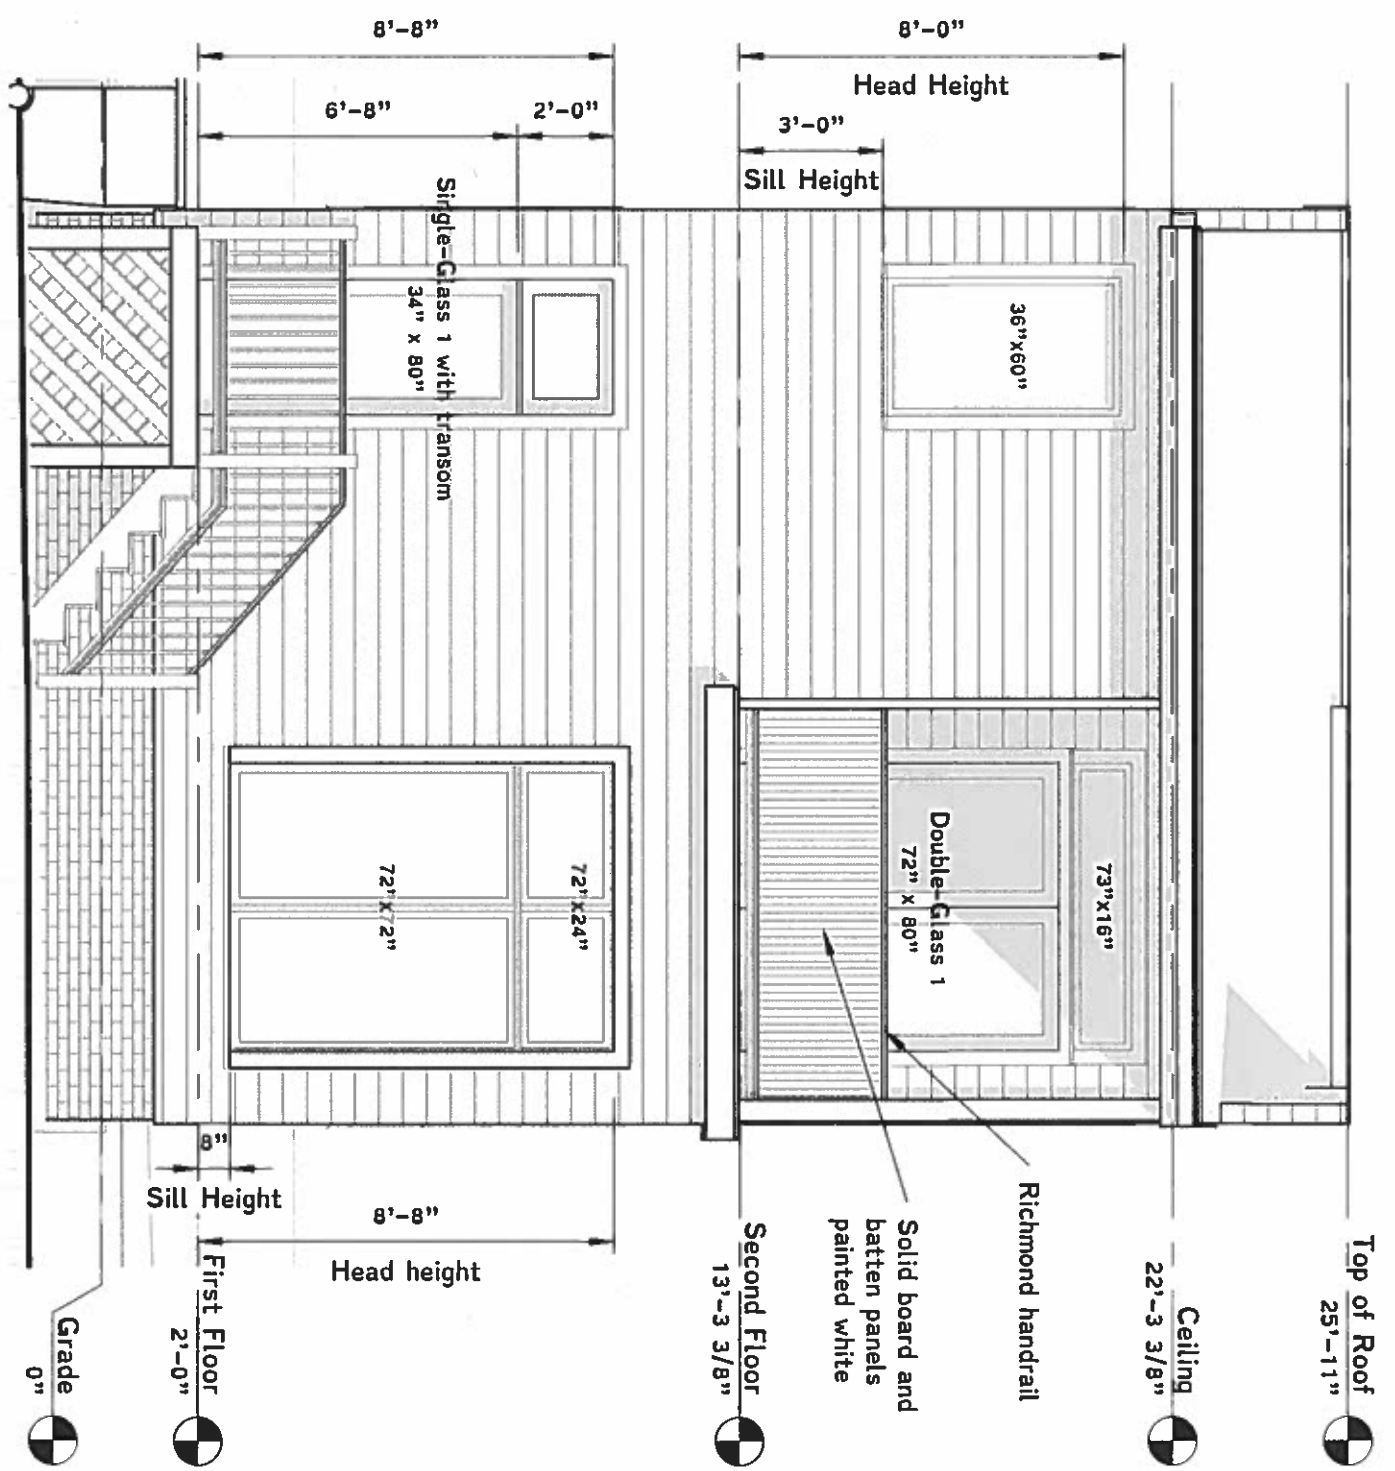 8'-8"
8'-0"
Head Height
6'-8"
2'-0"
3'-0"
Sill Height
Single-Glass 1 with transom
34" x 80"
36"x60"
72"x72"
72"x24"
Double-Glass 1
72" x 80"
73"x16"
8"
Sill Height
8'-8"
Head height
Richmond handrail
Solid board and
batten panels
painted white
Top of Roof
25'-11"
Ceiling
22'-3 3/8"
Second Floor
13'-3 3/8"
First Floor
2'-0"
Grade
0"